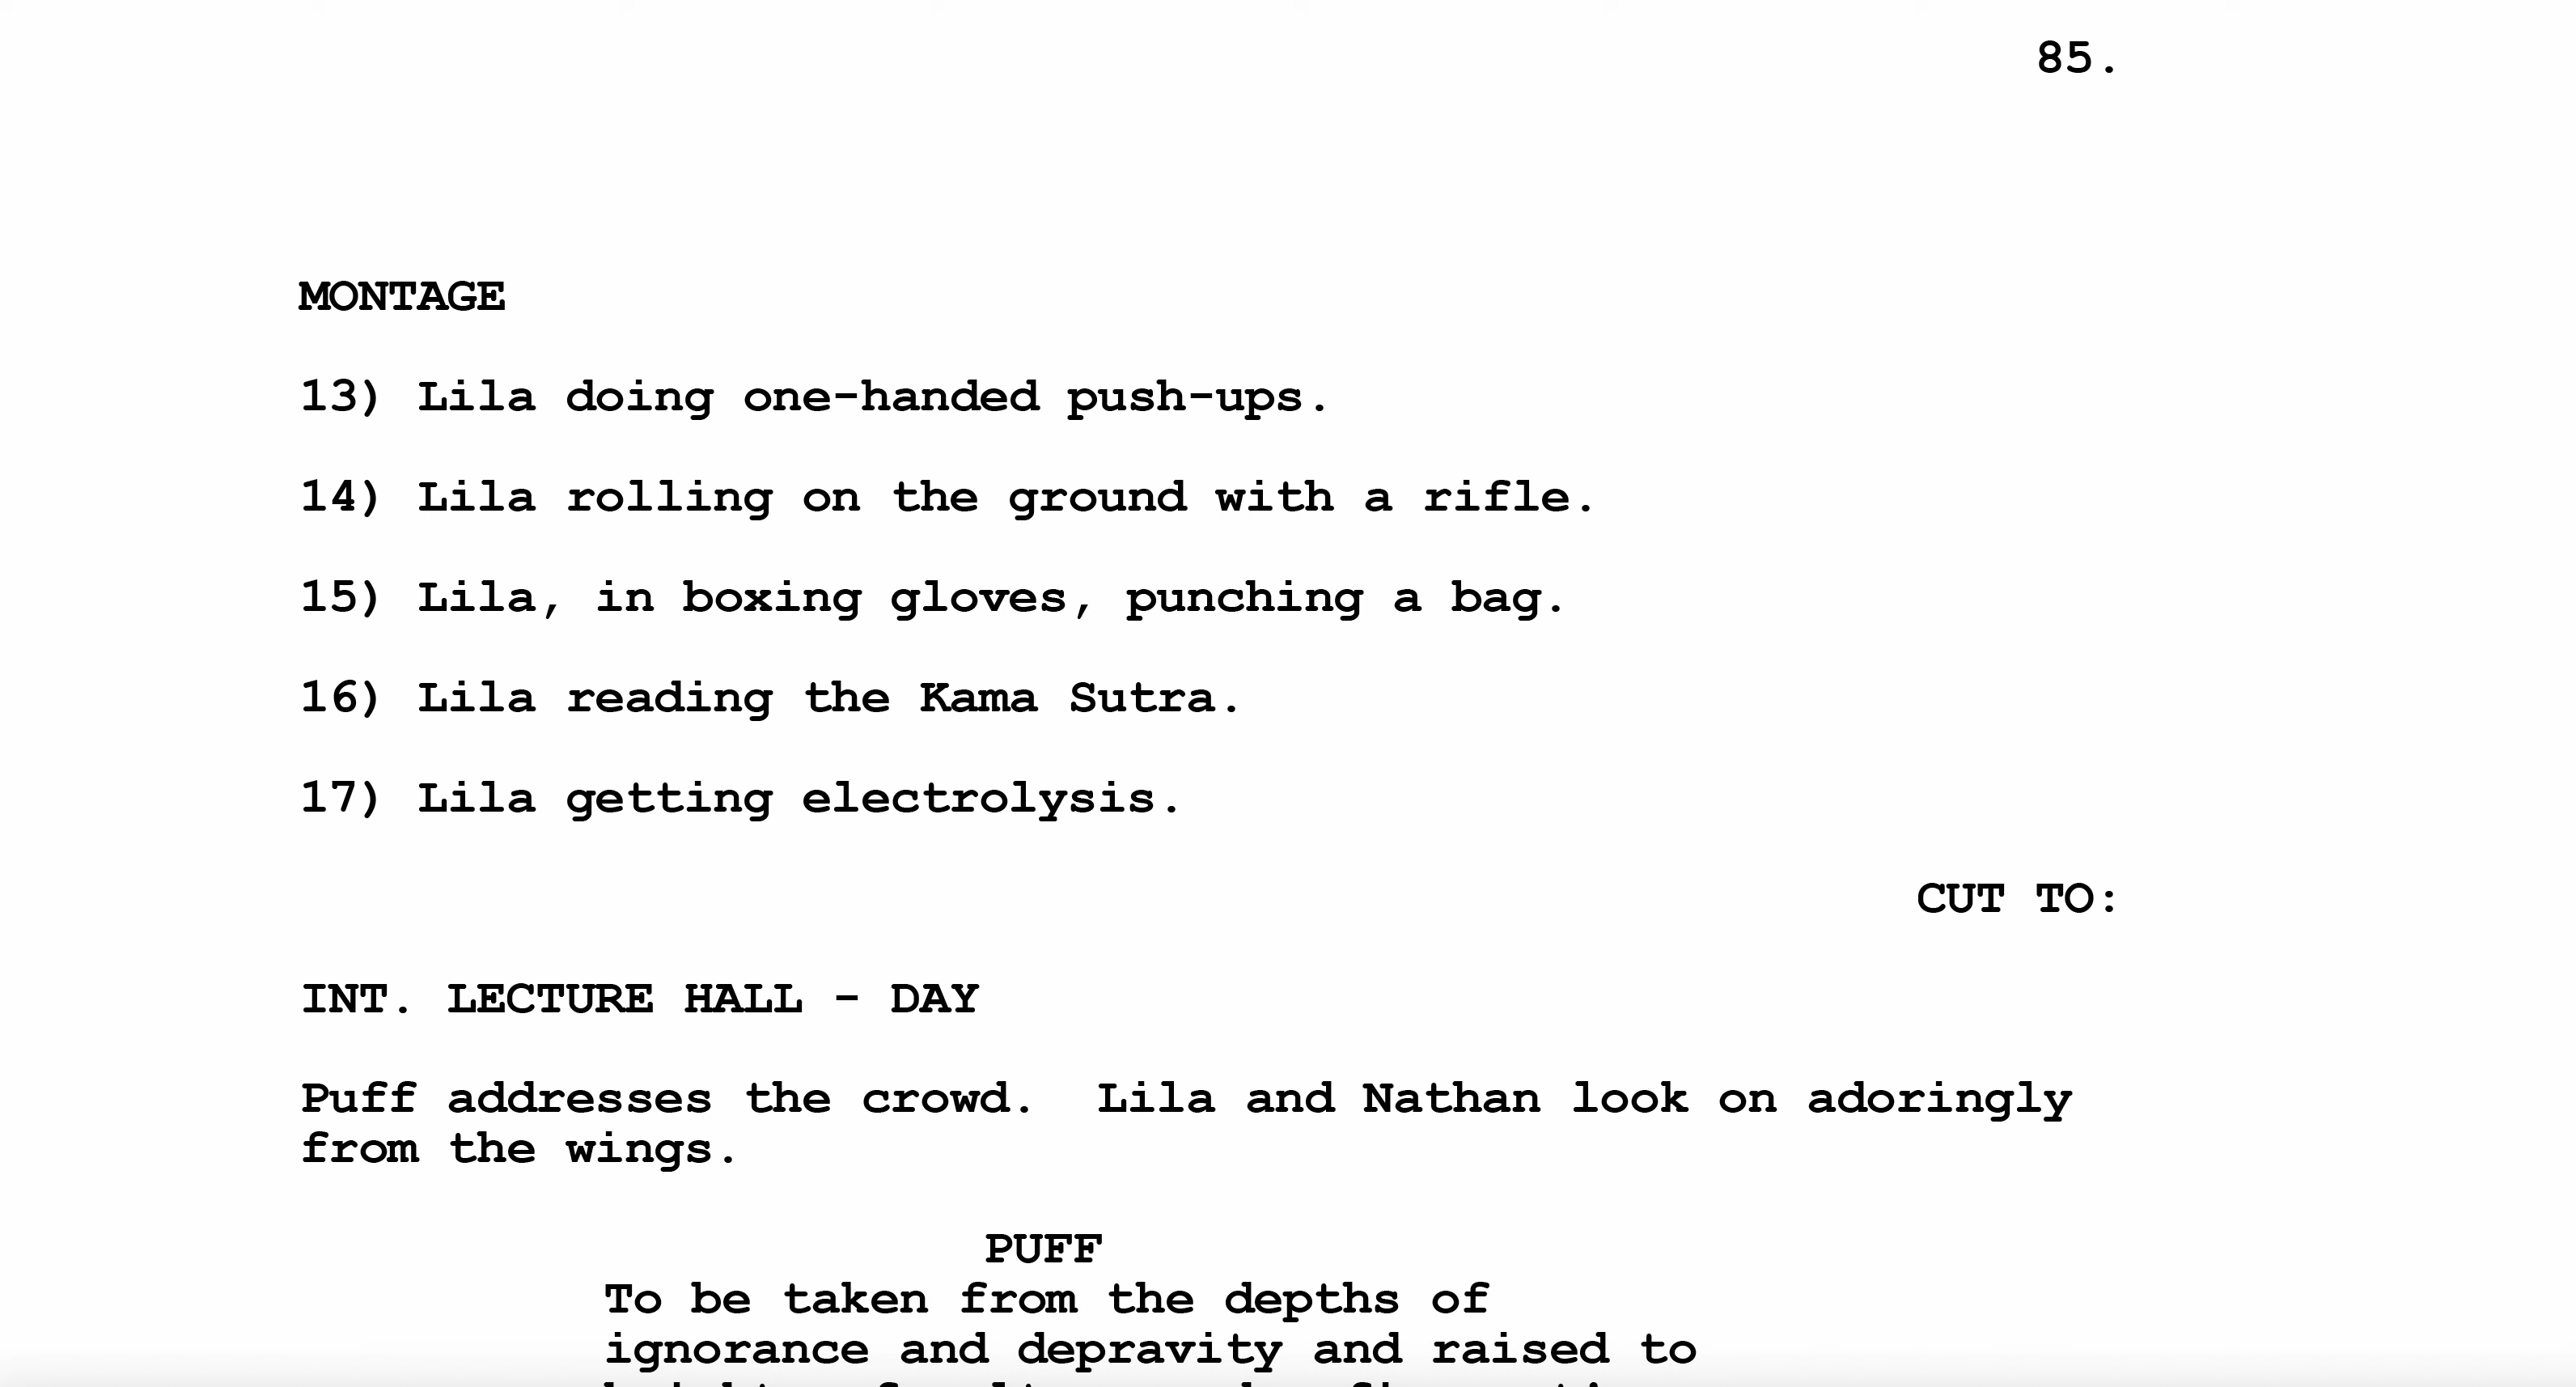 85.
MONTAGE
13) Lila doing one-handed push-ups.
14) Lila rolling on the ground with a rifle.
15) Lila, in boxing gloves, punching a bag.
16) Lila reading the Kama Sutra.
17) Lila getting electrolysis.
CUT TO:
INT. LECTURE HALL - DAY
Puff addresses the crowd.  Lila and Nathan look on adoringly
from the wings.
PUFF
To be taken from the depths of
ignorance and depravity and raised to